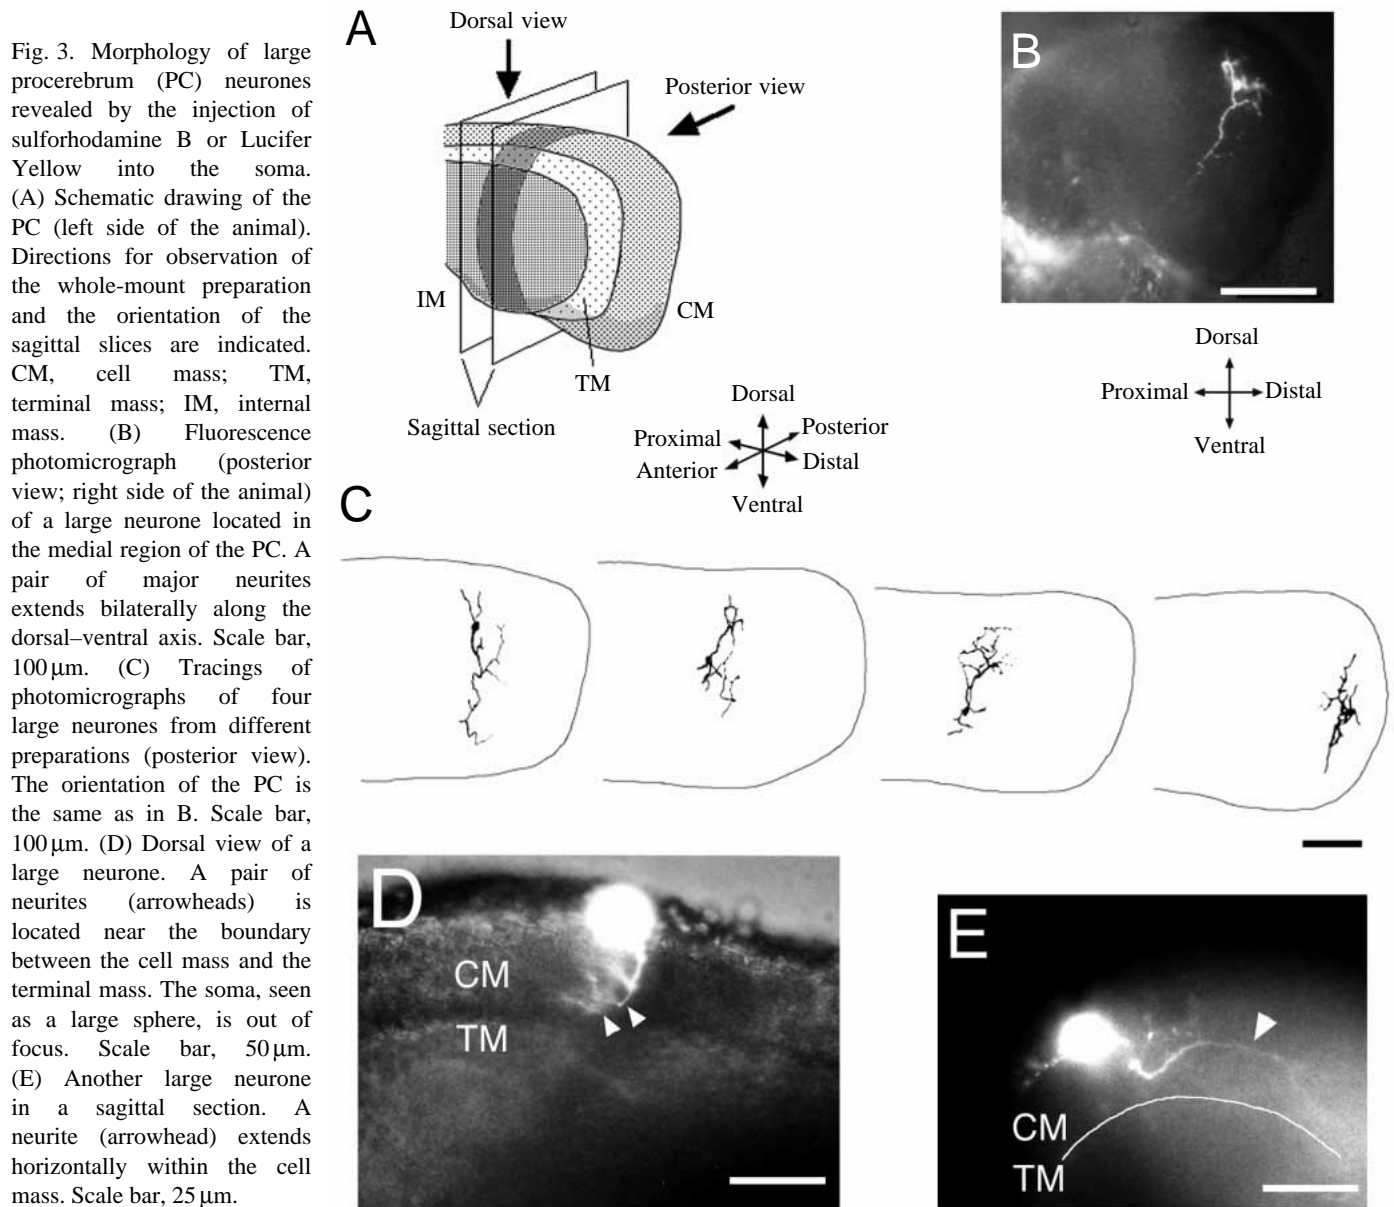 Fig. 3. Morphology of large
procerebrum (PC) neurones
revealed by the injection of
sulforhodamine B or Lucifer
Yellow into the soma.
(A) Schematic drawing of the
PC (left side of the animal).
Directions for observation of
the whole-mount preparation
and the orientation of the
sagittal slices are indicated.
CM, cell mass; TM,
terminal mass; IM, internal
mass. (B) Fluorescence
photomicrograph (posterior
view; right side of the animal)
of a large neurone located in
the medial region of the PC. A
pair of major neurites
extends bilaterally along the
dorsal–ventral axis. Scale bar,
100 μm. (C) Tracings of
photomicrographs of four
large neurones from different
preparations (posterior view).
The orientation of the PC is
the same as in B. Scale bar,
100 μm. (D) Dorsal view of a
large neurone. A pair of
neurites (arrowheads) is
located near the boundary
between the cell mass and the
terminal mass. The soma, seen
as a large sphere, is out of
focus. Scale bar, 50 μm.
(E) Another large neurone
in a sagittal section. A
neurite (arrowhead) extends
horizontally within the cell
mass. Scale bar, 25 μm.
A
Dorsal view
Posterior view
IM
CM
TM
Sagittal section
Dorsal
Proximal
Posterior
Anterior
Distal
Ventral
B
Dorsal
Proximal
Distal
Ventral
C
D
CM
TM
E
CM
TM